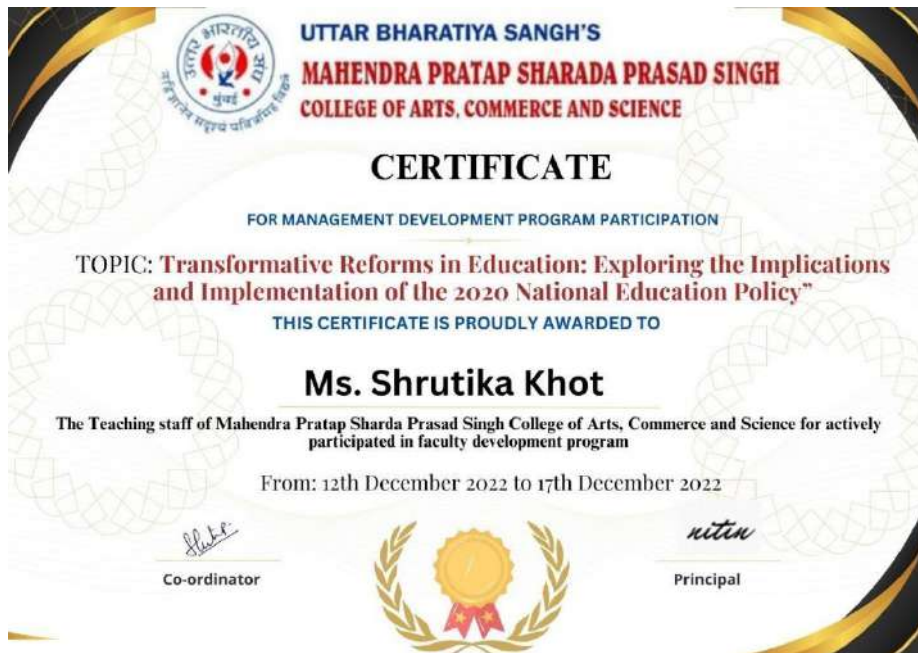 उत्तर भारतीय संघ
मुंबई
UTTAR BHARATIYA SANGH'S
MAHENDRA PRATAP SHARADA PRASAD SINGH
COLLEGE OF ARTS, COMMERCE AND SCIENCE
CERTIFICATE
FOR MANAGEMENT DEVELOPMENT PROGRAM PARTICIPATION
TOPIC: Transformative Reforms in Education: Exploring the Implications
and Implementation of the 2020 National Education Policy”
THIS CERTIFICATE IS PROUDLY AWARDED TO
Ms. Shrutika Khot
The Teaching staff of Mahendra Pratap Sharda Prasad Singh College of Arts, Commerce and Science for actively
participated in faculty development program
From: 12th December 2022 to 17th December 2022
nitin
Co-ordinator
Principal